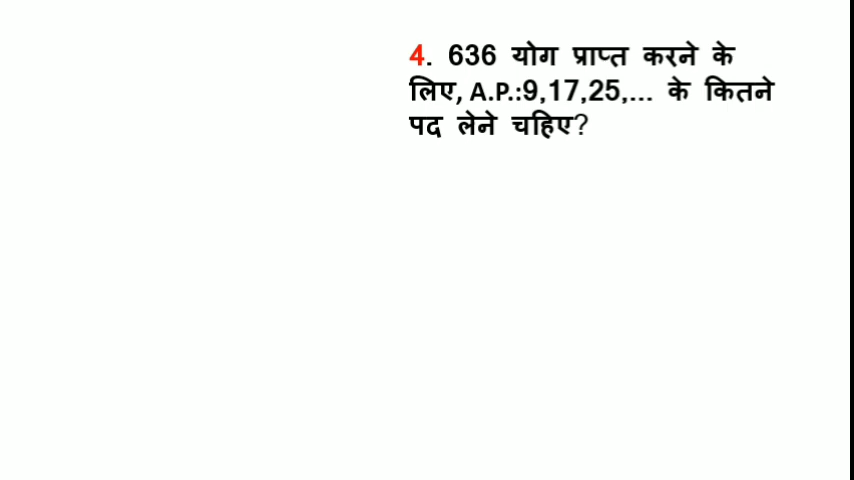 4. 636 योग प्राप्त करने के
लिए, A.P.:9,17,25,... के कितने
पद लेने चहिए?